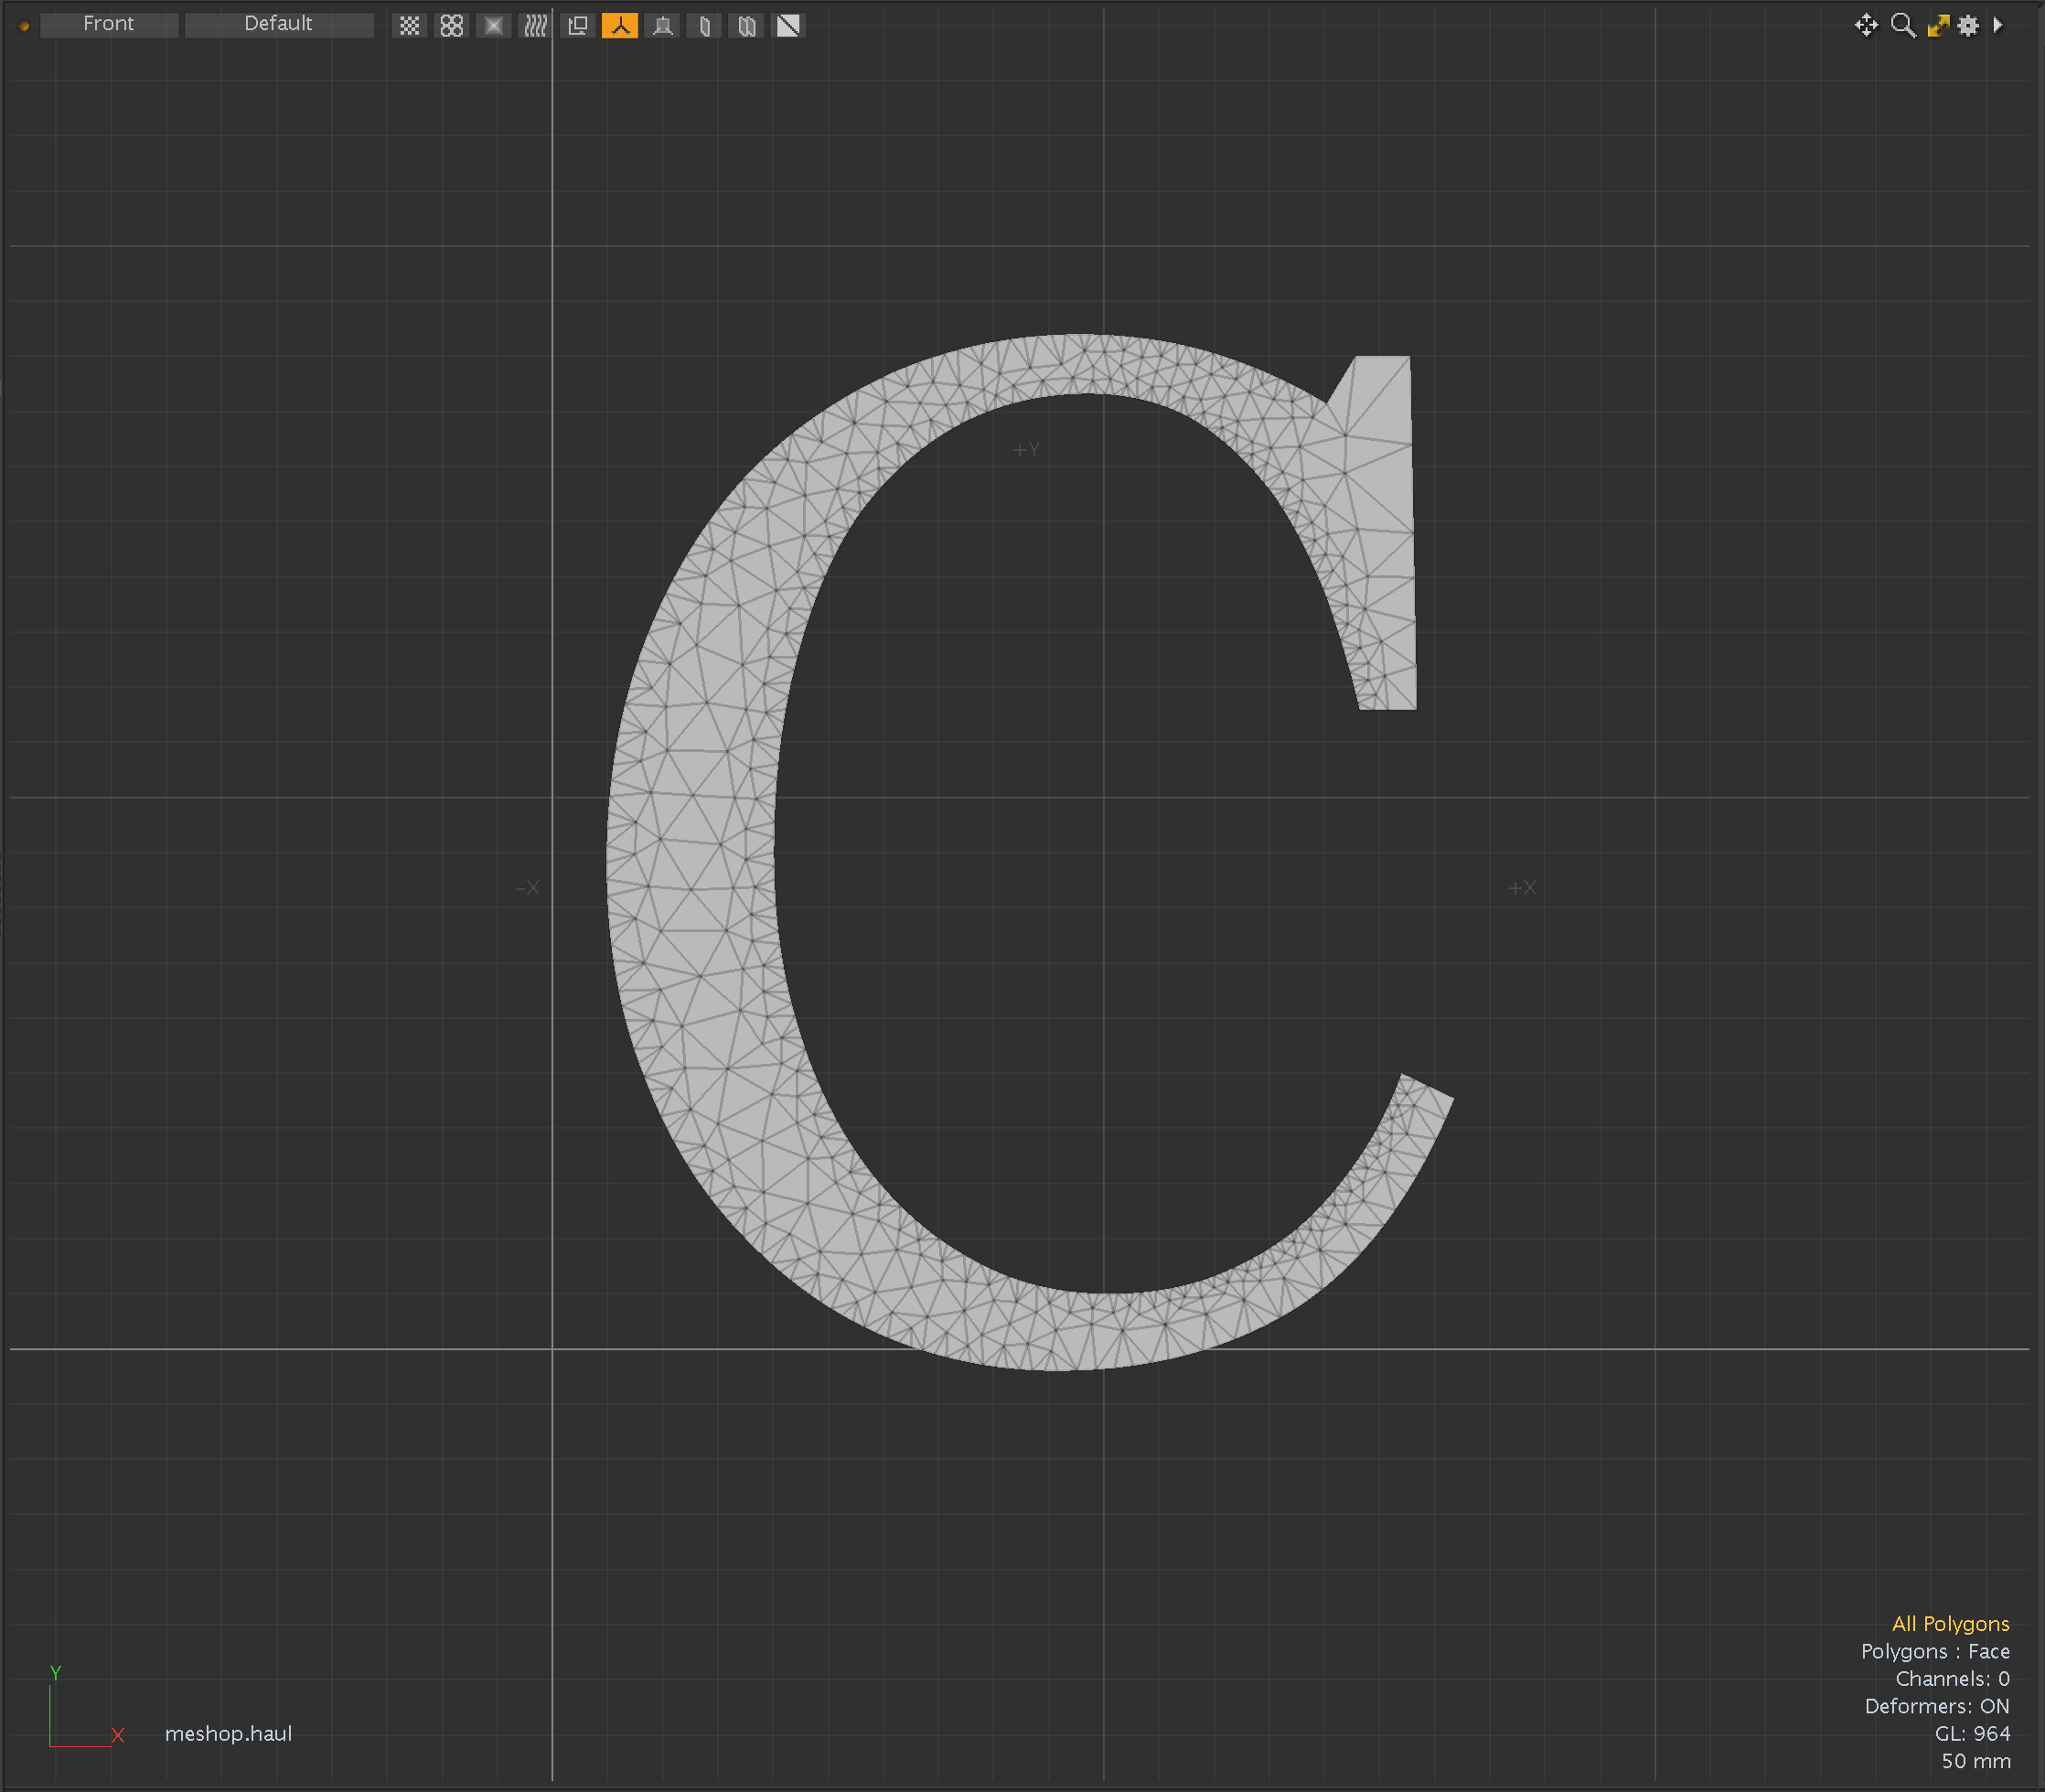 Front Default
C
+Y
-X +X
All Polygons
Polygons : Face
Channels: 0
Deformers: ON
GL: 964
50 mm
Y
X
meshop.haul